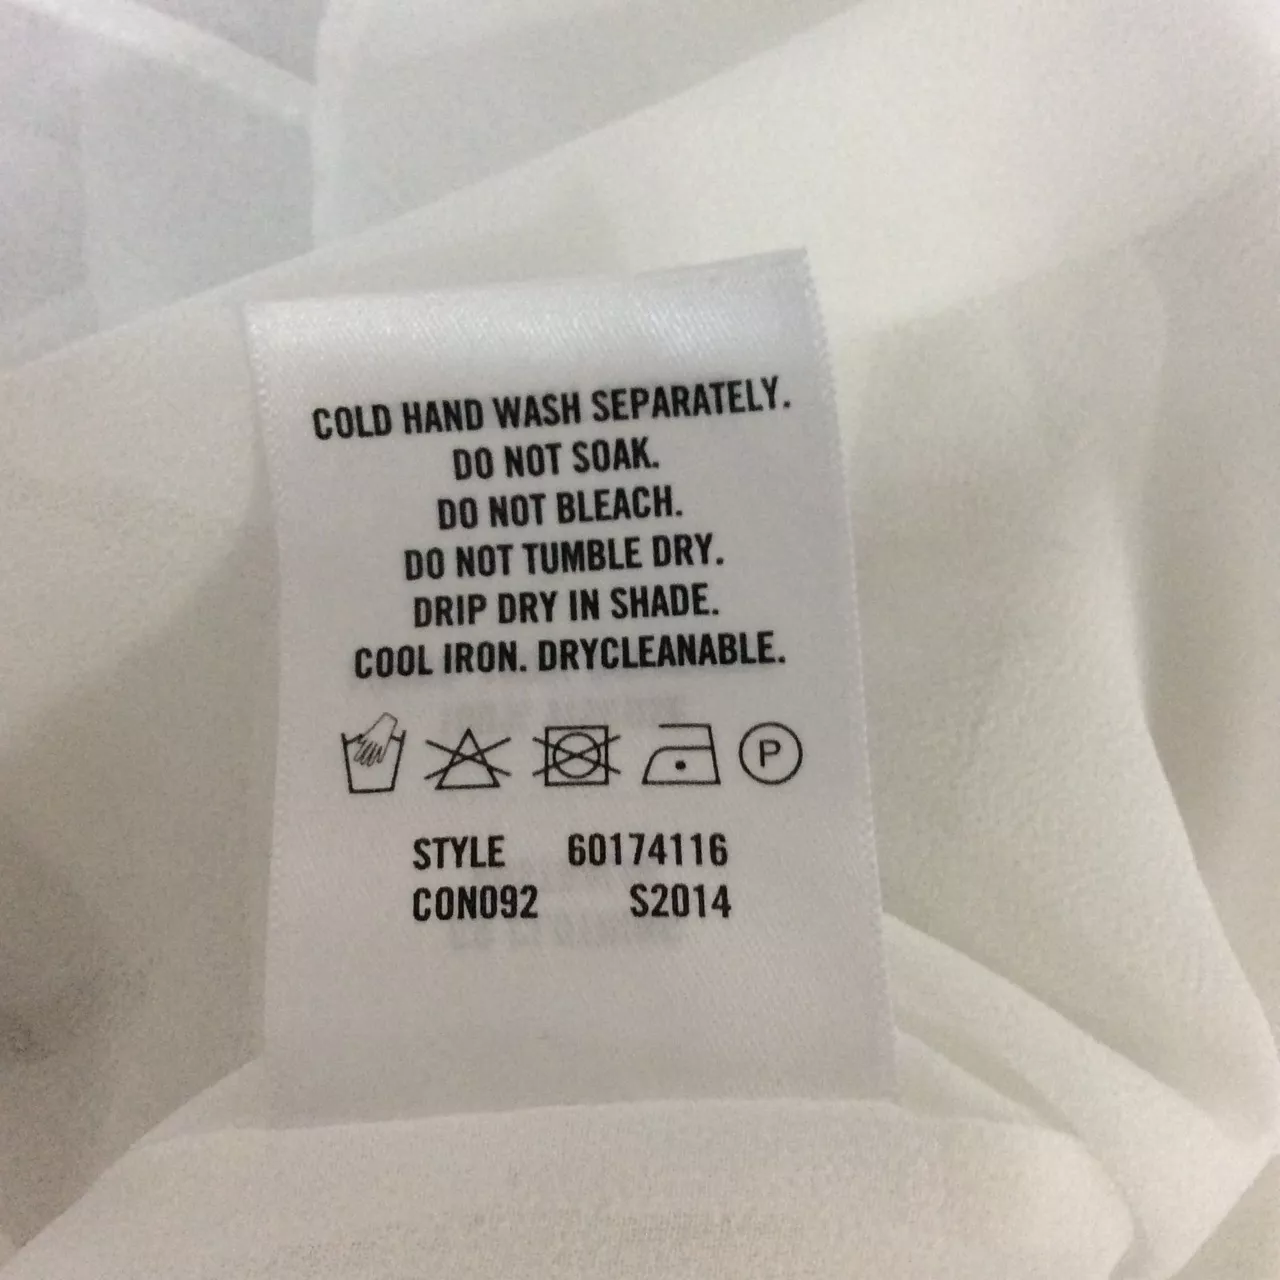 COLD HAND WASH SEPARATELY.
DO NOT SOAK.
DO NOT BLEACH.
DO NOT TUMBLE DRY.
DRIP DRY IN SHADE.
COOL IRON. DRYCLEANABLE.
P
STYLE 60174116
CON092 S2014